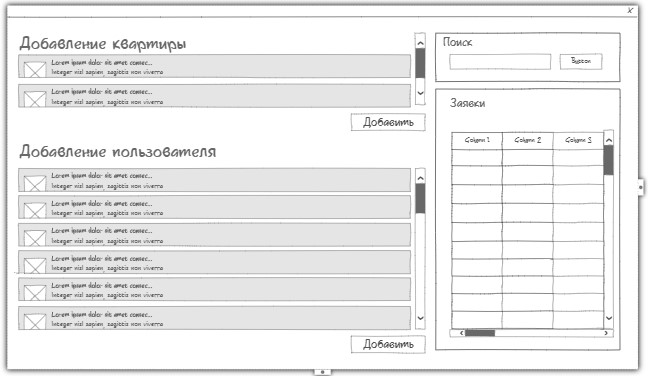 x
Добавление квартиры
Lorem ipsum dolor sit amet consec...
Integer nisl sapien, sagittis non viverra
Lorem ipsum dolor sit amet consec...
Integer nisl sapien, sagittis non viverra
Добавить
Добавление пользователя
Lorem ipsum dolor sit amet consec...
Integer nisl sapien, sagittis non viverra
Lorem ipsum dolor sit amet consec...
Integer nisl sapien, sagittis non viverra
Lorem ipsum dolor sit amet consec...
Integer nisl sapien, sagittis non viverra
Lorem ipsum dolor sit amet consec...
Integer nisl sapien, sagittis non viverra
Lorem ipsum dolor sit amet consec...
Integer nisl sapien, sagittis non viverra
Lorem ipsum dolor sit amet consec...
Integer nisl sapien, sagittis non viverra
Добавить
Поиск
Button
Заявки
Column 1 Column 2 Column 3